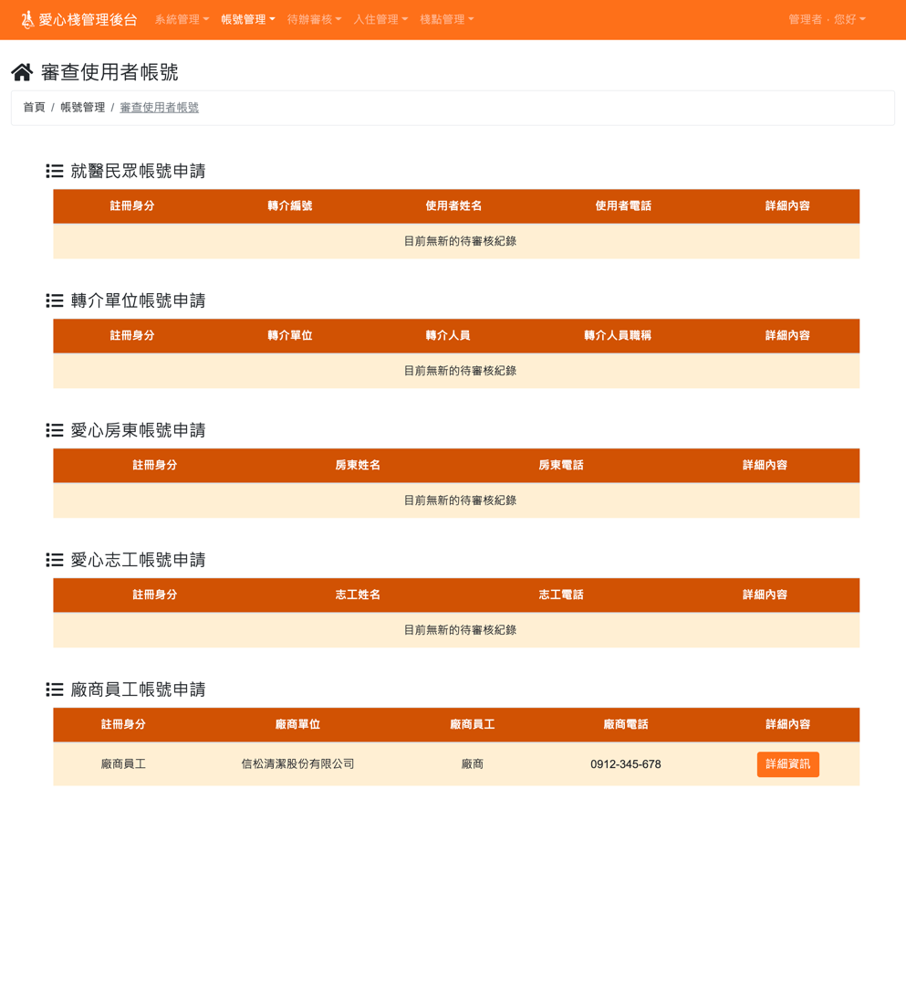 愛心棧管理後台 系統管理 帳號管理 待辦審核 入住管理 棧點管理 管理者，您好
審查使用者帳號
首頁 / 帳號管理 / 審查使用者帳號
就醫民眾帳號申請
註冊身分 轉介編號 使用者姓名 使用者電話 詳細內容
目前無新的待審核紀錄
轉介單位帳號申請
註冊身分 轉介單位 轉介人員 轉介人員職稱 詳細內容
目前無新的待審核紀錄
愛心房東帳號申請
註冊身分 房東姓名 房東電話 詳細內容
目前無新的待審核紀錄
愛心志工帳號申請
註冊身分 志工姓名 志工電話 詳細內容
目前無新的待審核紀錄
廠商員工帳號申請
註冊身分 廠商單位 廠商員工 廠商電話 詳細內容
廠商員工 信松清潔股份有限公司 廠商 0912-345-678 詳細資訊